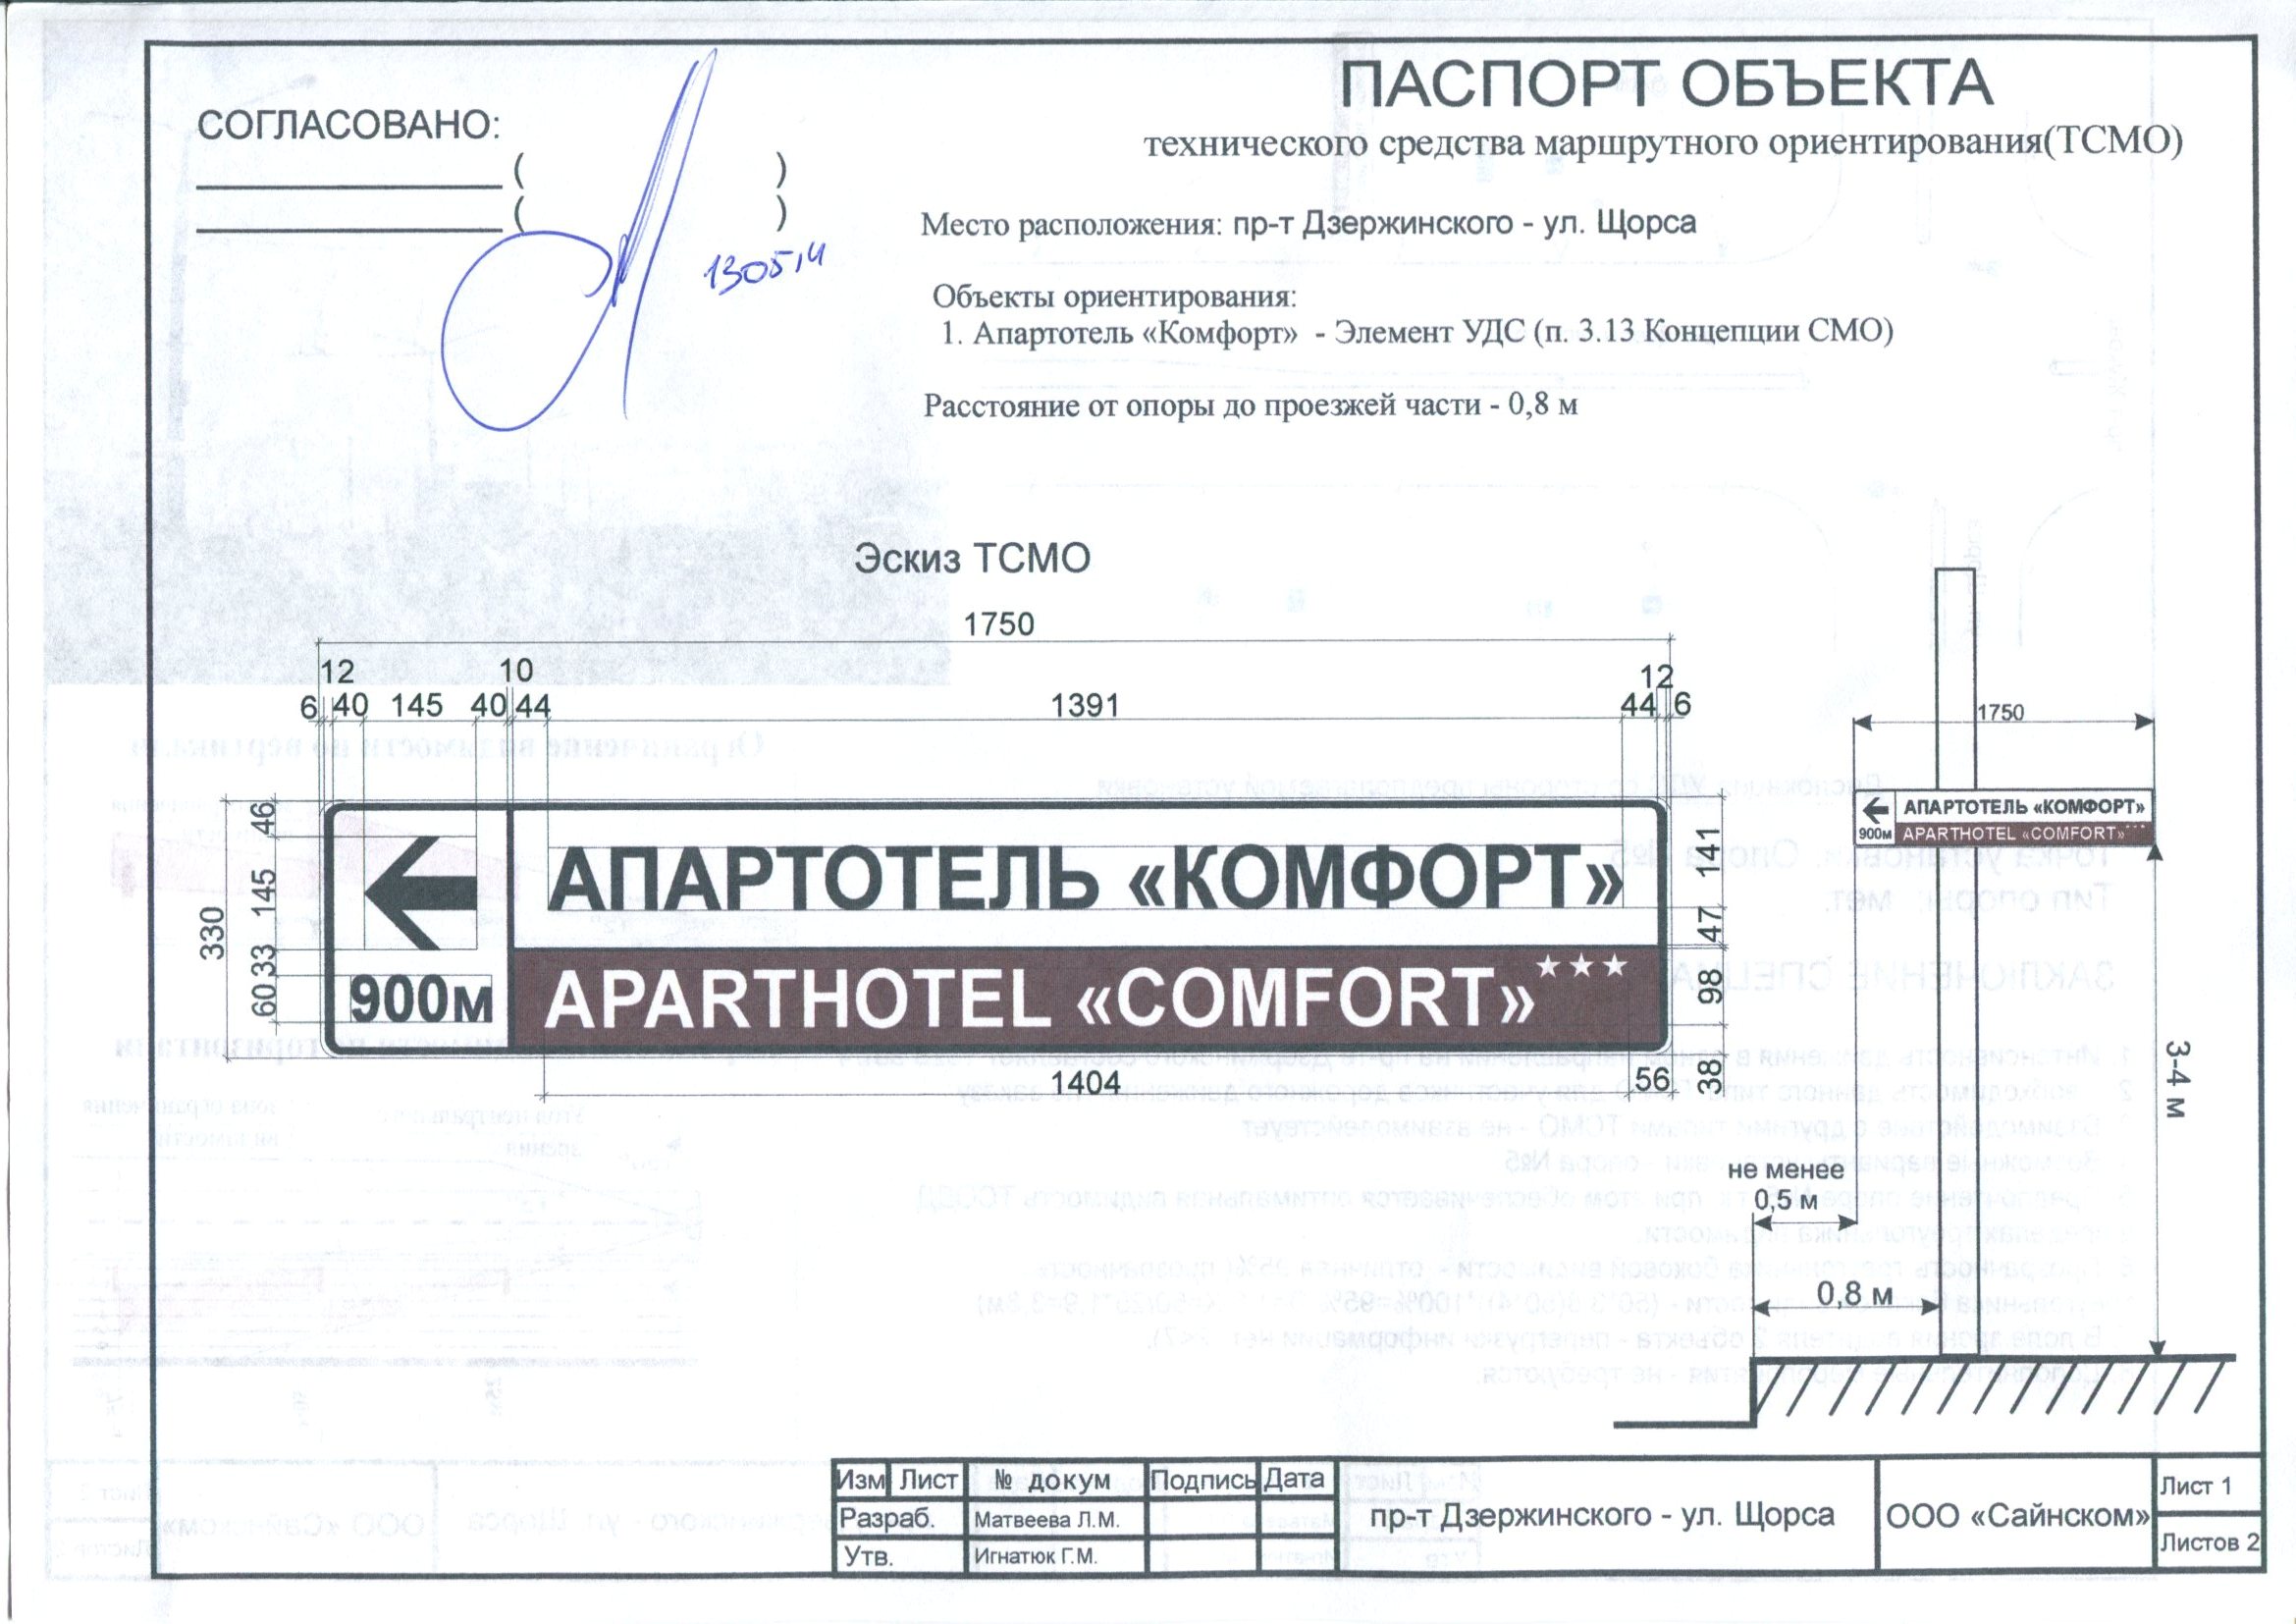 ПАСПОРТ ОБЪЕКТА
технического средства маршрутного ориентирования(ТСМО)
СОГЛАСОВАНО:
( )
( )
1305,14
Место расположения: пр-т Дзержинского - ул. Щорса
Объекты ориентирования:
1. Апартотель «Комфорт» - Элемент УДС (п. 3.13 Концепции СМО)
Расстояние от опоры до проезжей части - 0,8 м
Эскиз ТСМО
1750
12 10 12
6 40 145 40 44 1391 44 6
1750
46
145
33
60
330
141
47
98
38
АПАРТОТЕЛЬ «КОМФОРТ»
900м
APARTHOTEL «COMFORT» ★★★
1404 56
АПАРТОТЕЛЬ «КОМФОРТ»
900м APARTHOTEL «COMFORT»***
3-4 м
не менее
0,5 м
0.8 м
Изм Лист № докум Подпись Дата
Разраб. Матвеева Л.М.
Утв. Игнатюк Г.М.
пр-т Дзержинского - ул. Щорса
ООО «Сайнском»
Лист 1
Листов 2